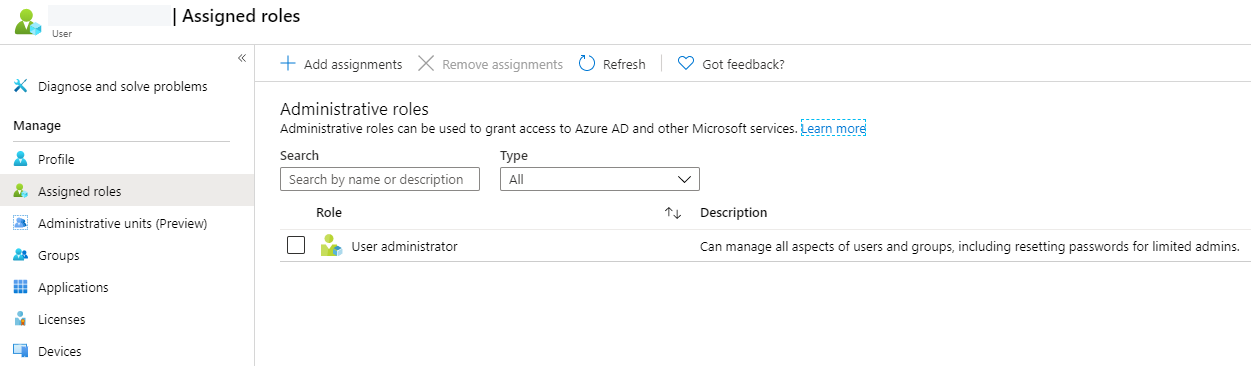 | Assigned roles
User
«
Diagnose and solve problems
Manage
Profile
Assigned roles
Administrative units (Preview)
Groups
Applications
Licenses
Devices
Add assignments Remove assignments Refresh Got feedback?
Administrative roles
Administrative roles can be used to grant access to Azure AD and other Microsoft services. Learn more
Search Type
Search by name or description All
Role Description
User administrator Can manage all aspects of users and groups, including resetting passwords for limited admins.